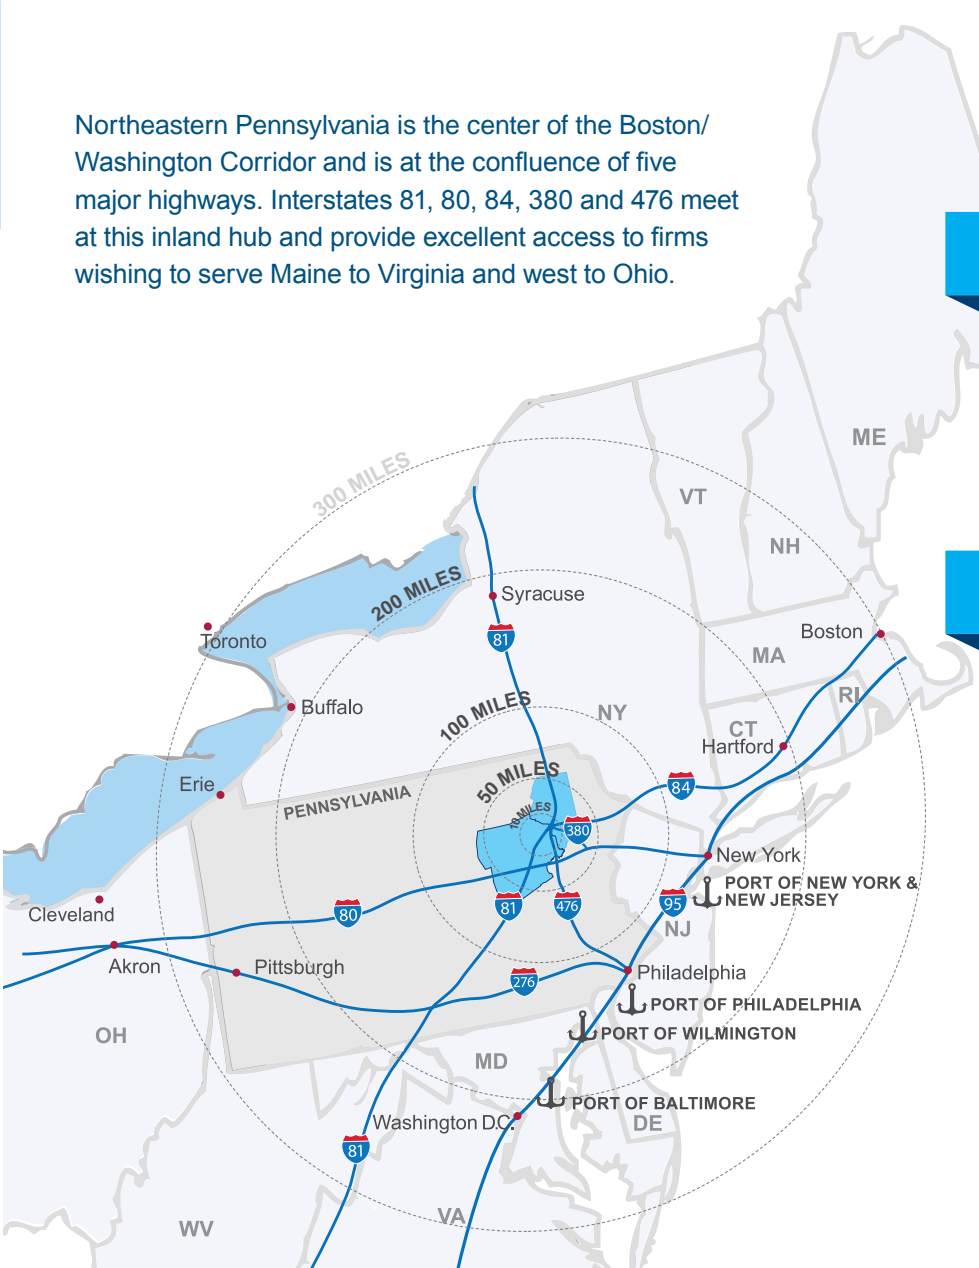 Northeastern Pennsylvania is the center of the Boston/
Washington Corridor and is at the confluence of five
major highways. Interstates 81, 80, 84, 380 and 476 meet
at this inland hub and provide excellent access to firms
wishing to serve Maine to Virginia and west to Ohio.
ME
300 MILES
VT
NH
200 MILES
Syracuse
Toronto
81
Boston
MA
RI
Buffalo
100 MILES
NY
CT
Hartford
Erie
PENNSYLVANIA
50 MILES
84
10 MILES
380
New York
PORT OF NEW YORK &
NEW JERSEY
Cleveland
80
81
476
95
NJ
Akron
Pittsburgh
276
Philadelphia
PORT OF PHILADELPHIA
OH
PORT OF WILMINGTON
MD
PORT OF BALTIMORE
Washington D.C.
DE
81
VA
WV